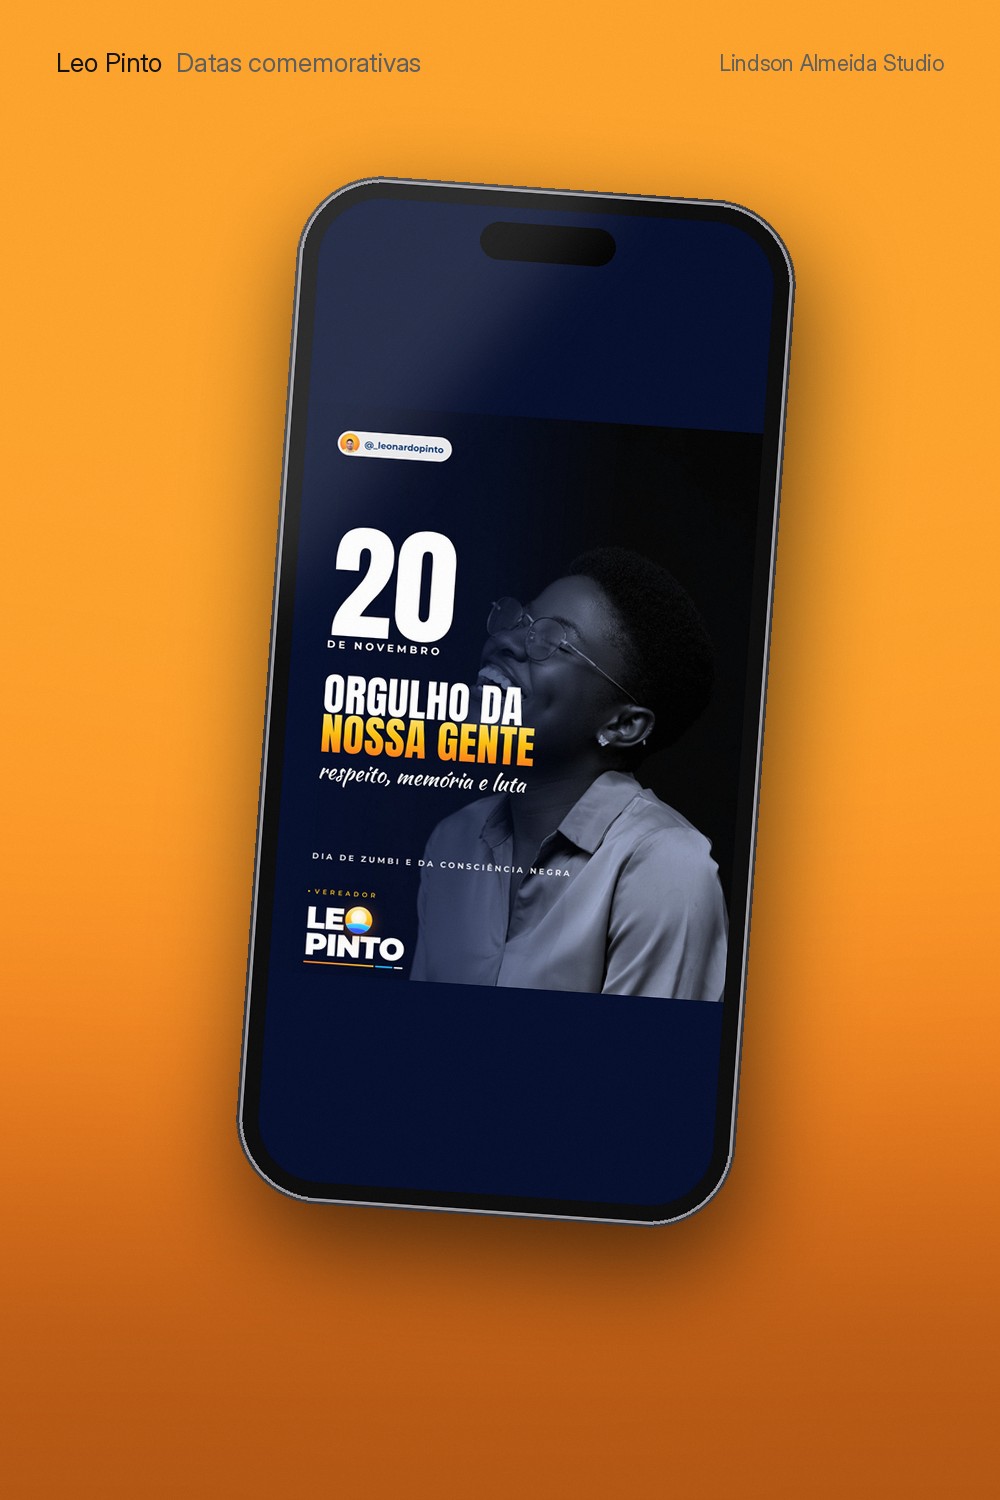 Leo Pinto Datas comemorativas
Lindson Almeida Studio
@_leonardopinto
20
DE NOVEMBRO
ORGULHO DA
NOSSA GENTE
respeito, memória e luta
DIA DE ZUMBI E DA CONSCIÊNCIA NEGRA
•VEREADOR
LEO
PINTO